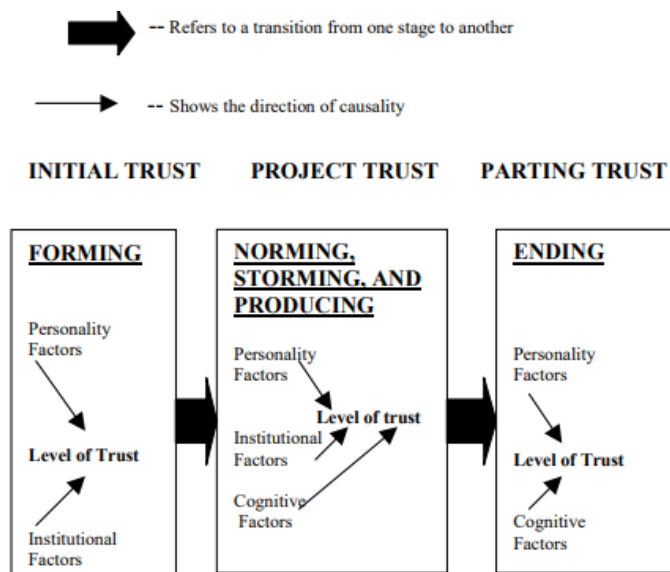 -- Refers to a transition from one stage to another
-- Shows the direction of causality
INITIAL TRUST PROJECT TRUST PARTING TRUST
FORMING
Personality
Factors
Level of Trust
Institutional
Factors
NORMING,
STORMING, AND
PRODUCING
Personality
Factors
Level of trust
Institutional
Factors
Cognitive
Factors
ENDING
Personality
Factors
Level of Trust
Cognitive
Factors